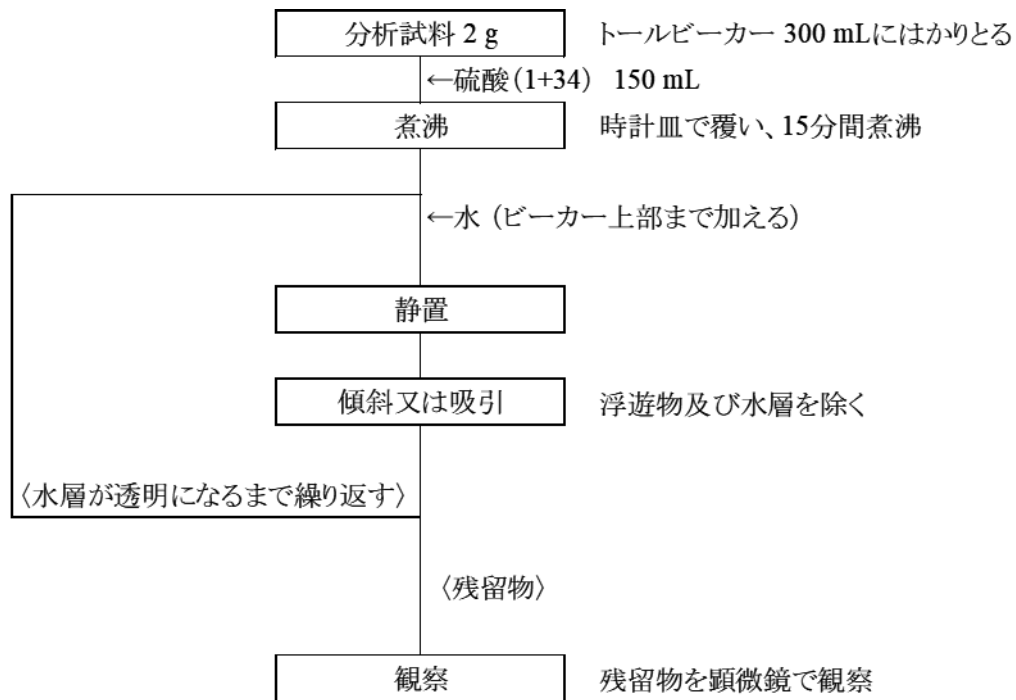 分析試料 2 g トールビーカー 300 mLにはかりとる
←硫酸(1+34) 150 mL
煮沸 時計皿で覆い、15分間煮沸
←水 (ビーカー上部まで加える)
静置
傾斜又は吸引 浮遊物及び水層を除く
〈水層が透明になるまで繰り返す〉
〈残留物〉
観察 残留物を顕微鏡で観察